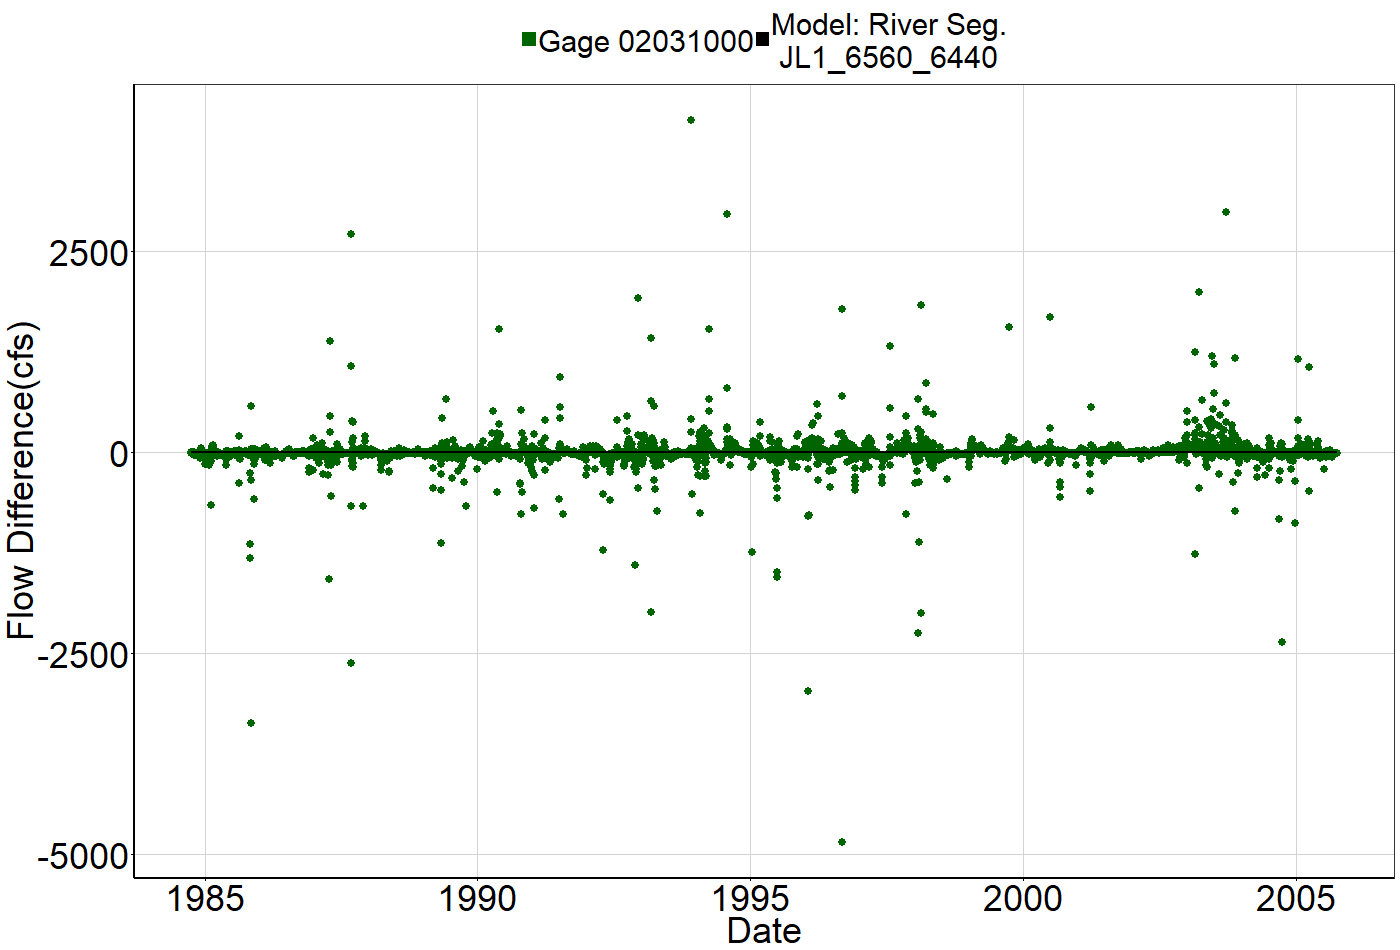 Gage 02031000
Model: River Seg.
JL1_6560_6440
Flow Difference(cfs)
2500
0
-2500
-5000
1985
1990
1995
2000
2005
Date